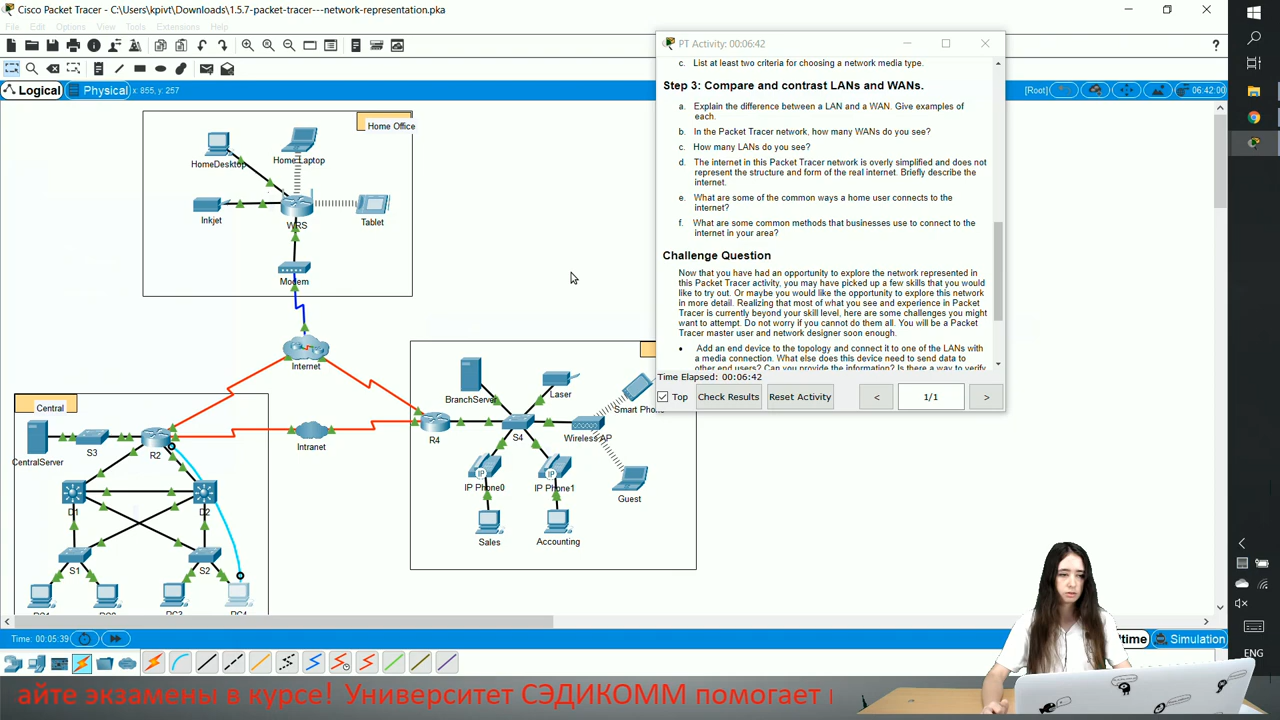 Cisco Packet Tracer - C:\Users\kpivt\Downloads\1.5.7-packet-tracer---network-representation.pka
File Edit Options View Tools Extensions Help
Logical Physical x: 855, y: 257
[Root] 06:42:00
PT Activity: 00:06:42
c. List at least two criteria for choosing a network media type.
Step 3: Compare and contrast LANs and WANs.
a. Explain the difference between a LAN and a WAN. Give examples of
each.
b. In the Packet Tracer network, how many WANs do you see?
c. How many LANs do you see?
d. The internet in this Packet Tracer network is overly simplified and does not
represent the structure and form of the real internet. Briefly describe the
internet.
e. What are some of the common ways a home user connects to the
internet?
f. What are some common methods that businesses use to connect to the
internet in your area?
Challenge Question
Now that you have had an opportunity to explore the network represented in
this Packet Tracer activity, you may have picked up a few skills that you would
like to try out. Or maybe you would like the opportunity to explore this network
in more detail. Realizing that most of what you see and experience in Packet
Tracer is currently beyond your skill level, here are some challenges you might
want to attempt. Do not worry if you cannot do them all. You will be a Packet
Tracer master user and network designer soon enough.
• Add an end device to the topology and connect it to one of the LANs with
a media connection. What else does this device need to send data to
other end users? Can you provide the information? Is there a way to verify
Time Elapsed: 00:06:42
Top Check Results Reset Activity < 1/1 >
Home Office
HomeDesktop
Home Laptop
Inkjet
WRS
Tablet
Modem
Internet
Central
CentralServer
S3
R2
Intranet
R4
BranchServer
Laser
Smart Phone
S4
Wireless AP
IP
IP
IP Phone0
IP Phone1
Guest
Sales
Accounting
D1
D2
S1
S2
PC3
Time: 00:05:39
Simulation
ENG
айте экзамены в курсе! Университет СЭДИКОММ помогает